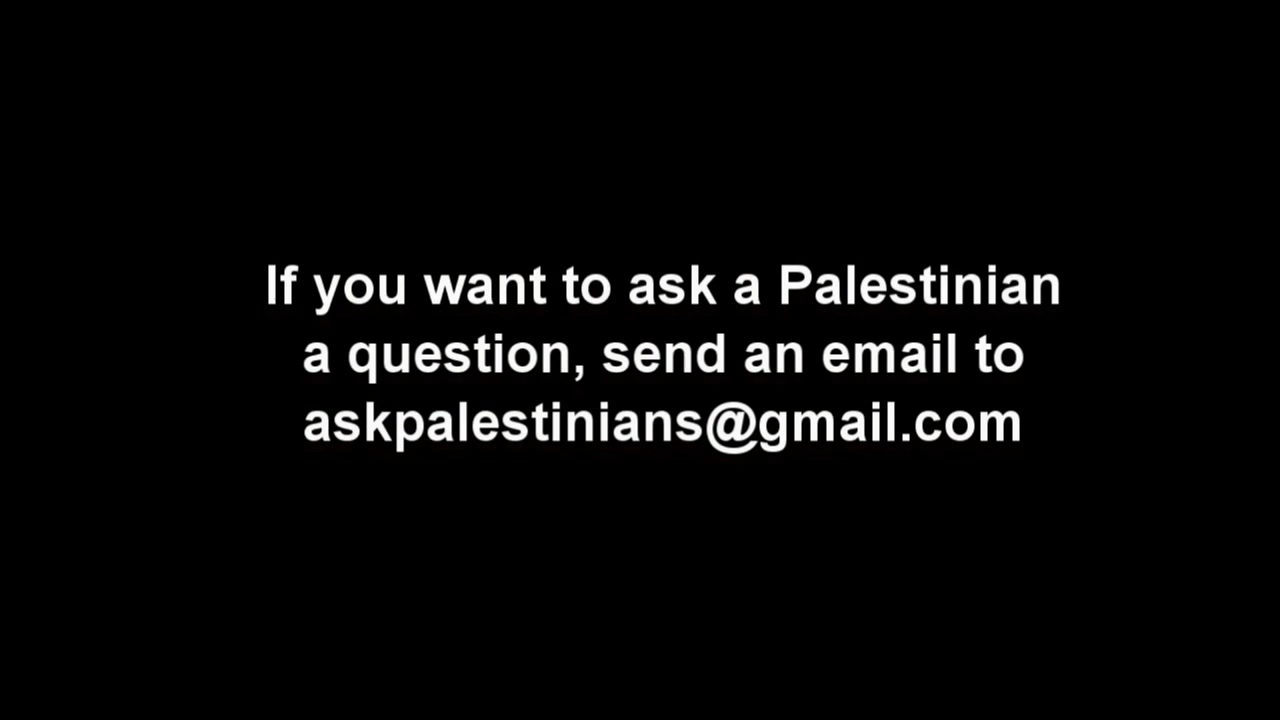 If you want to ask a Palestinian
a question, send an email to
askpalestinians@gmail.com